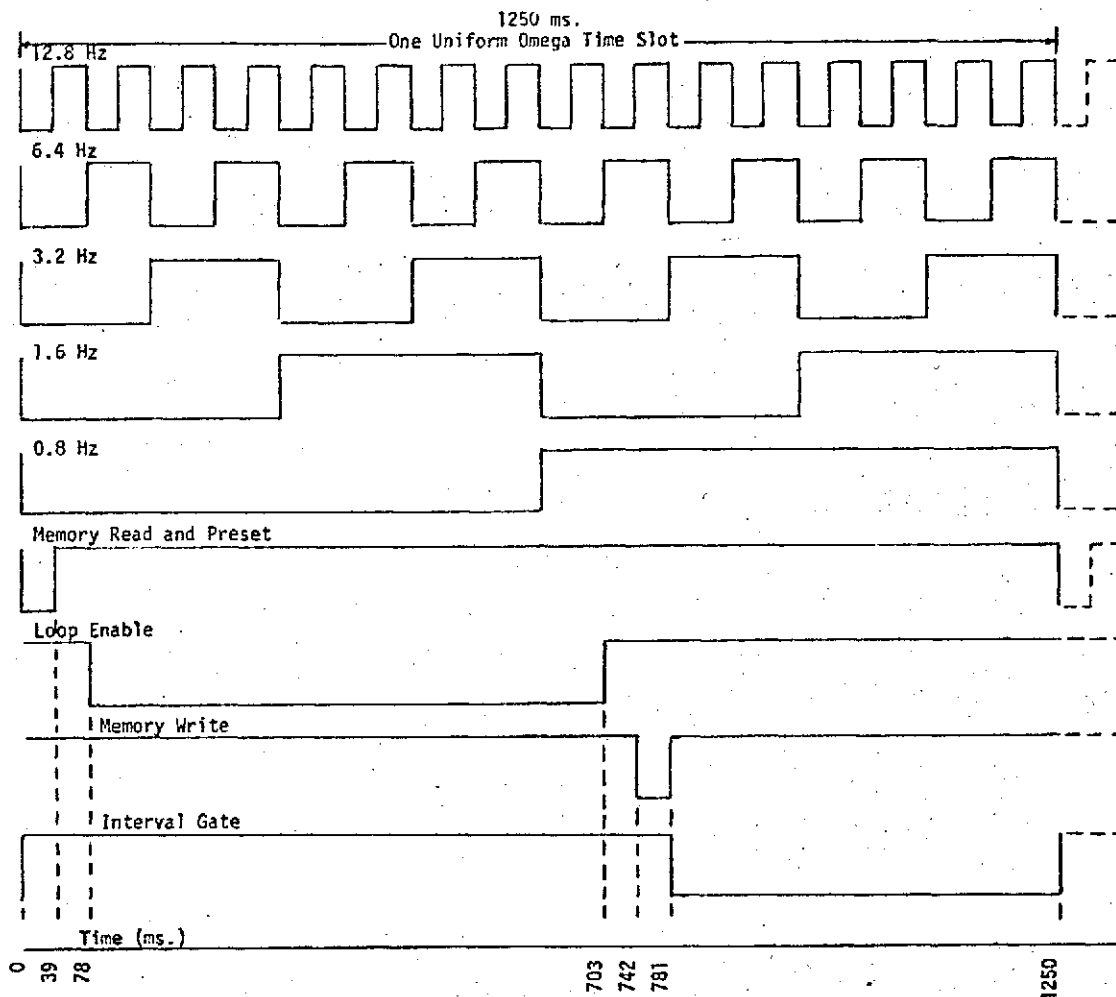 1250 ms.
One Uniform Omega Time Slot
12.8 Hz
6.4 Hz
3.2 Hz
1.6 Hz
0.8 Hz
Memory Read and Preset
Loop Enable
Memory Write
Interval Gate
Time (ms.)
0
39
78
703
742
781
1250